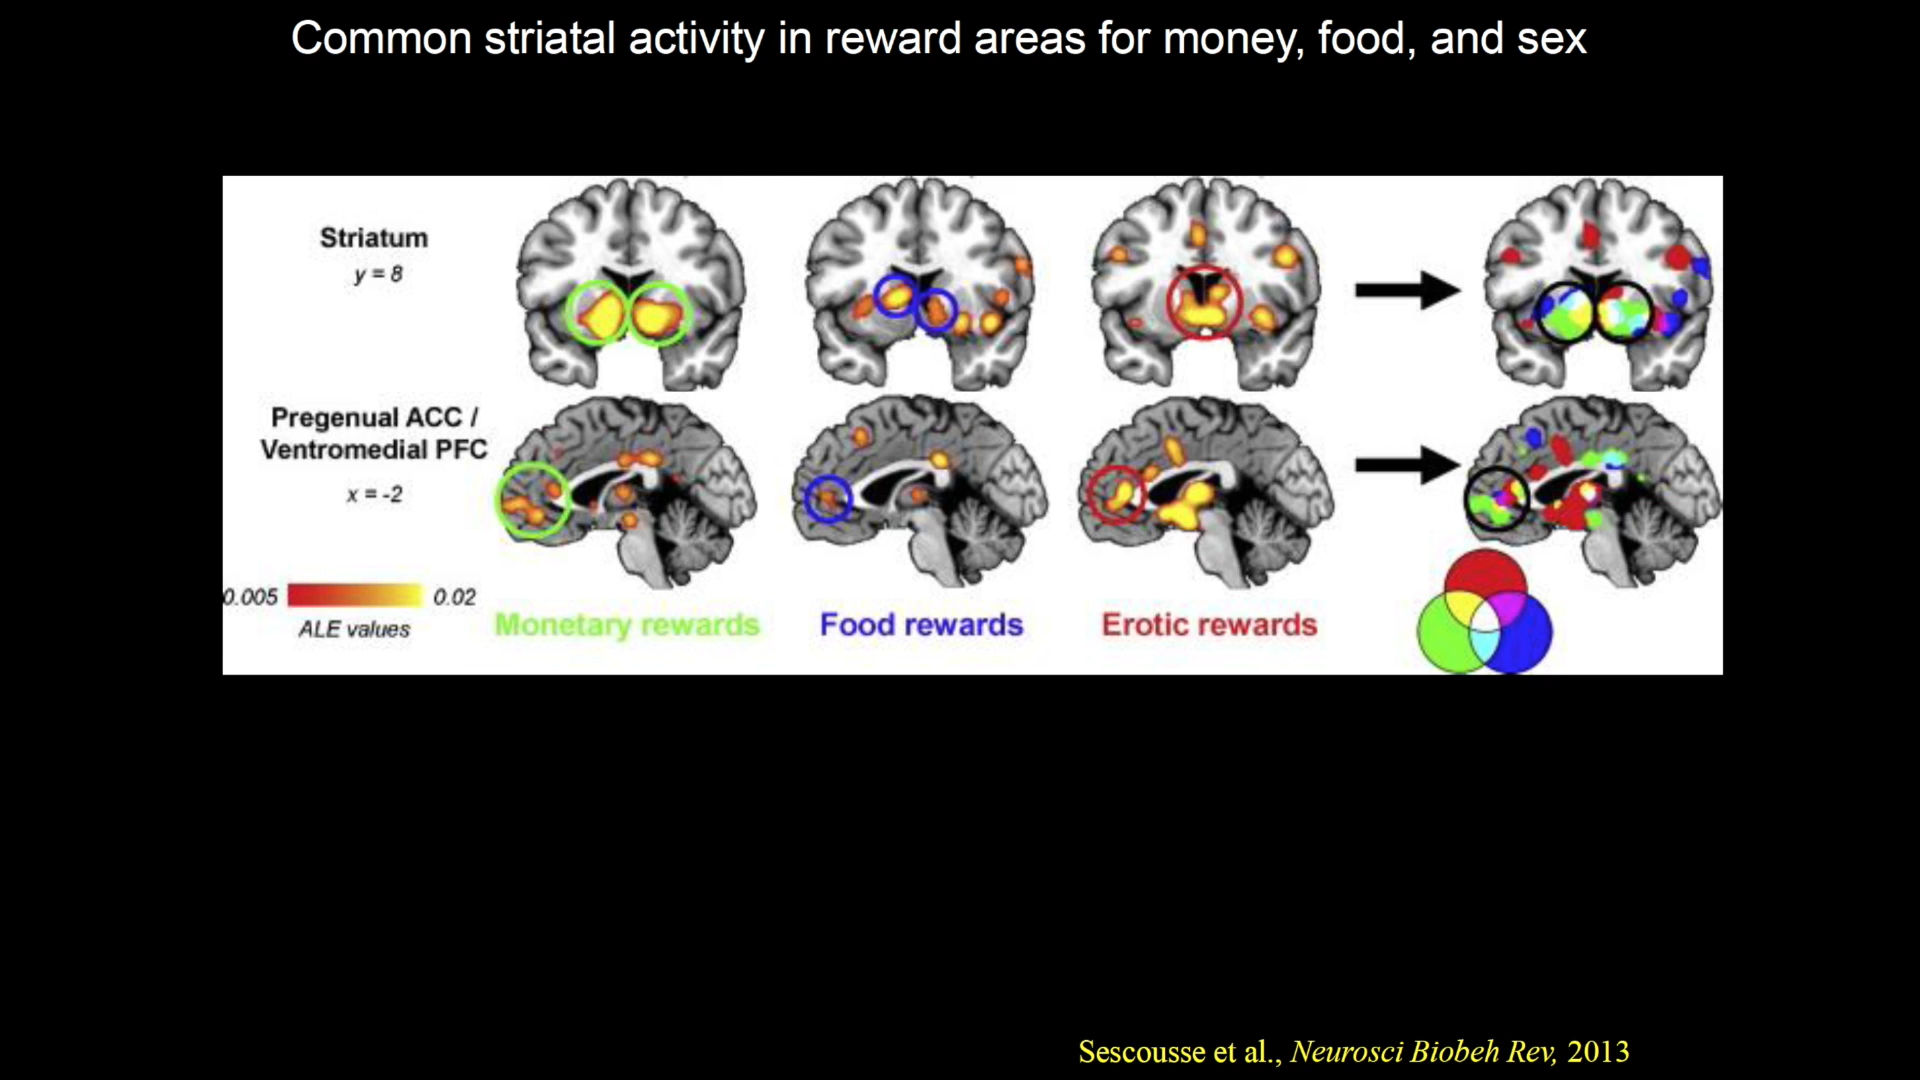 Common striatal activity in reward areas for money, food, and sex
Striatum
y = 8
Pregenual ACC /
Ventromedial PFC
x = -2
0.005
0.02
ALE values
Monetary rewards
Food rewards
Erotic rewards
Sescousse et al., Neurosci Biobeh Rev, 2013